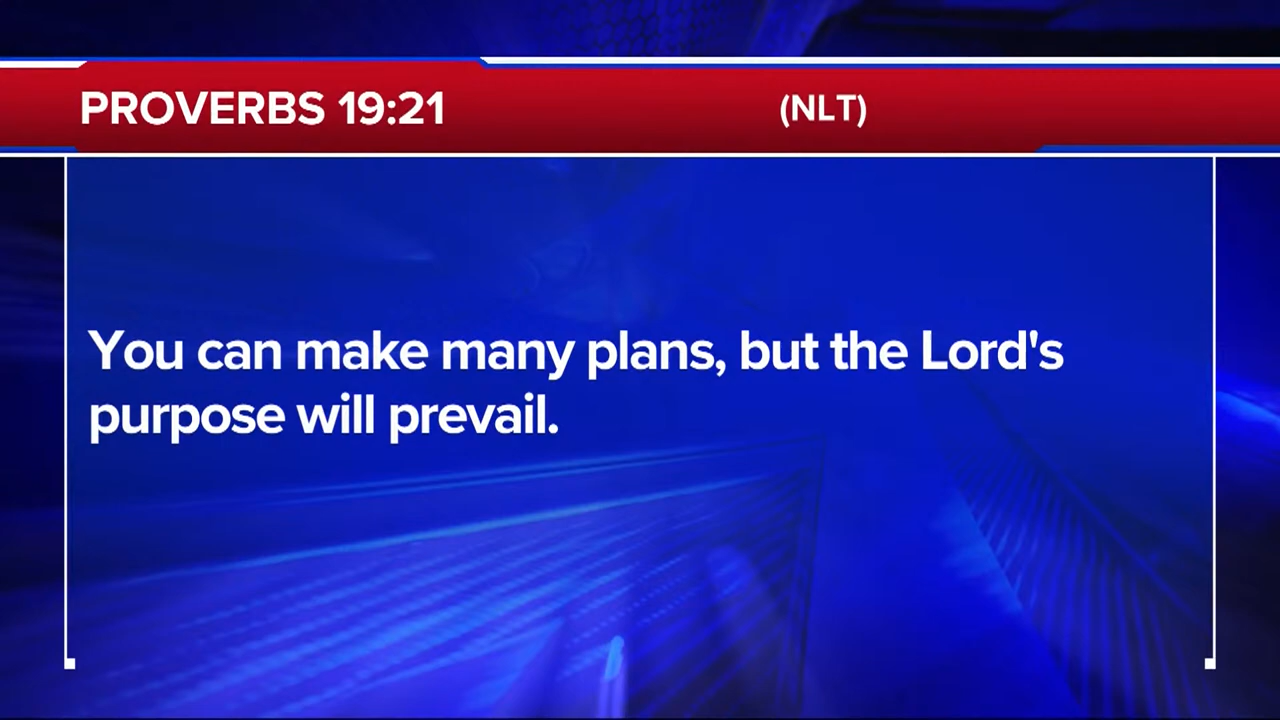 PROVERBS 19:21 (NLT)
You can make many plans, but the Lord's
purpose will prevail.